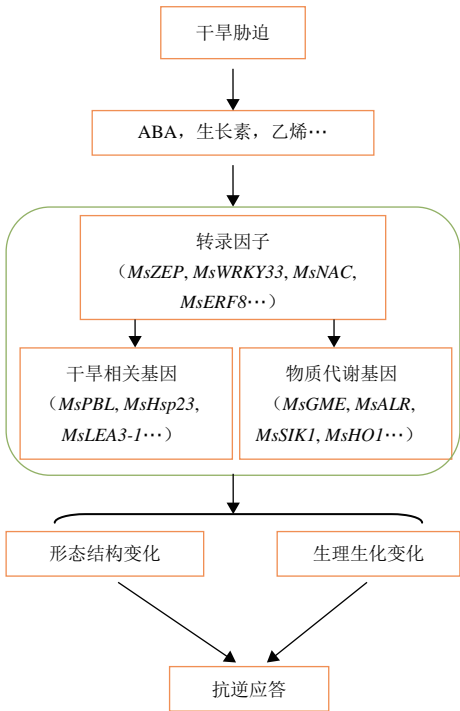 干旱胁迫
ABA，生长素，乙烯…
转录因子
（MsZEP, MsWRKY33, MsNAC,
MsERF8…）
干旱相关基因
（MsPBL, MsHsp23,
MsLEA3-1…）
物质代谢基因
（MsGME, MsALR,
MsSIK1, MsHO1…）
形态结构变化
生理生化变化
抗逆应答